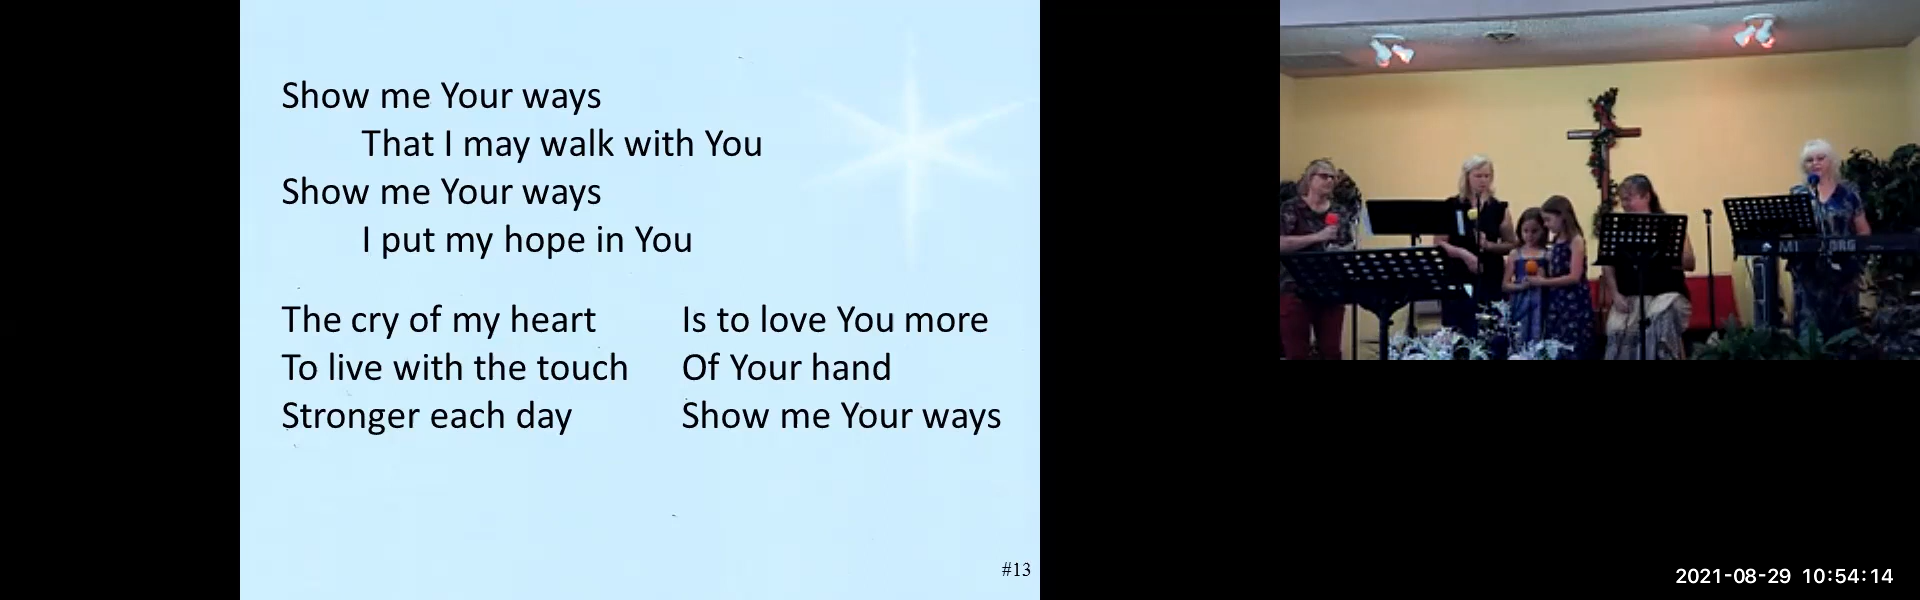 Show me Your ways
That I may walk with You
Show me Your ways
I put my hope in You
The cry of my heart Is to love You more
To live with the touch Of Your hand
Stronger each day Show me Your ways
#13
M1 KORG
2021-08-29 10:54:14